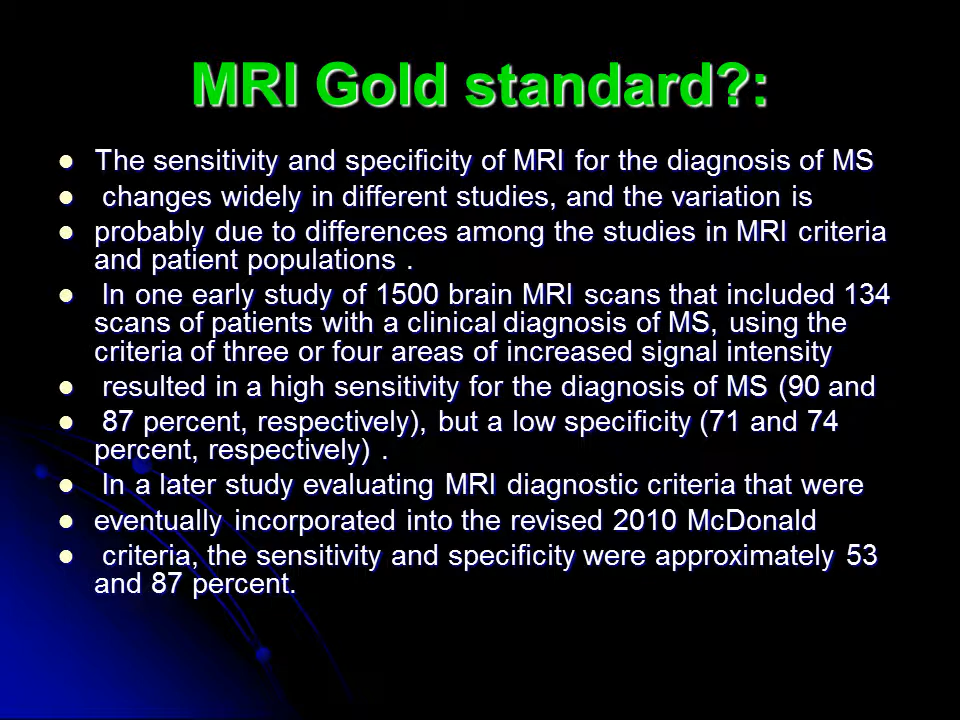 MRI Gold standard?:
● The sensitivity and specificity of MRI for the diagnosis of MS
● changes widely in different studies, and the variation is
● probably due to differences among the studies in MRI criteria
and patient populations .
● In one early study of 1500 brain MRI scans that included 134
scans of patients with a clinical diagnosis of MS, using the
criteria of three or four areas of increased signal intensity
● resulted in a high sensitivity for the diagnosis of MS (90 and
● 87 percent, respectively), but a low specificity (71 and 74
percent, respectively) .
● In a later study evaluating MRI diagnostic criteria that were
● eventually incorporated into the revised 2010 McDonald
● criteria, the sensitivity and specificity were approximately 53
and 87 percent.